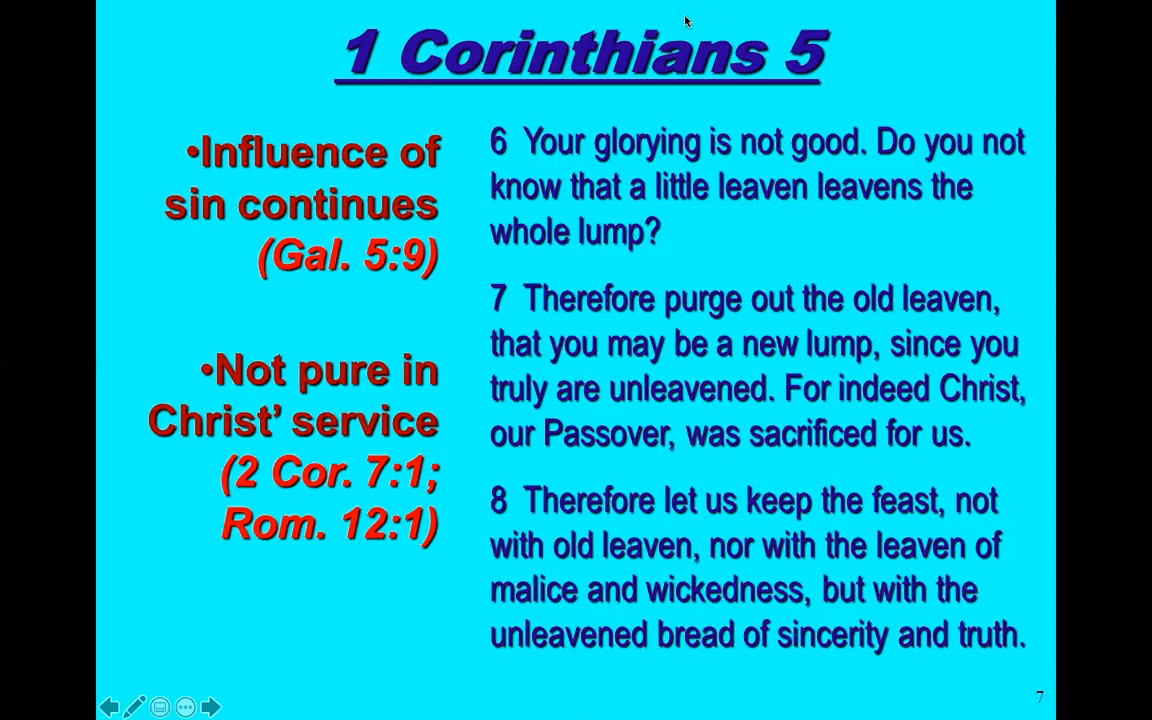 1 Corinthians 5
•Influence of
sin continues
(Gal. 5:9)
•Not pure in
Christ’ service
(2 Cor. 7:1;
Rom. 12:1)
6 Your glorying is not good. Do you not
know that a little leaven leavens the
whole lump?
7 Therefore purge out the old leaven,
that you may be a new lump, since you
truly are unleavened. For indeed Christ,
our Passover, was sacrificed for us.
8 Therefore let us keep the feast, not
with old leaven, nor with the leaven of
malice and wickedness, but with the
unleavened bread of sincerity and truth.
7